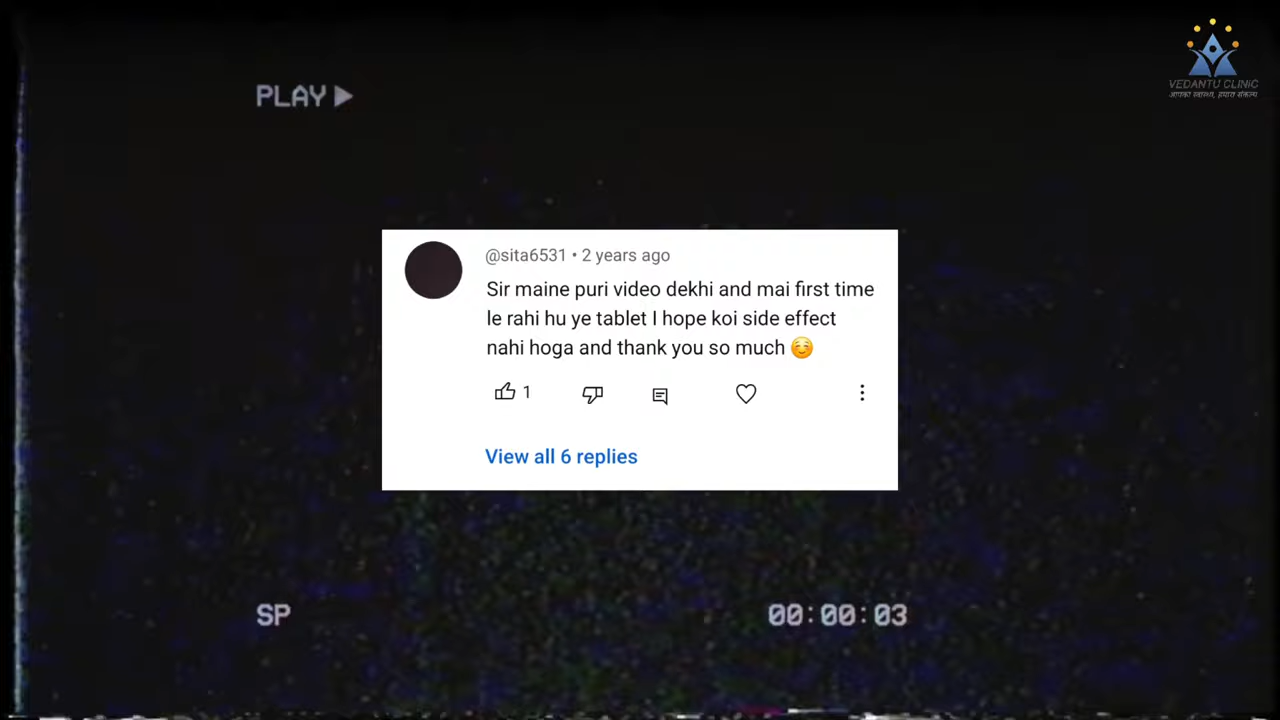 VEDANTU CLINIC
आपका स्वास्थ्य, हमारा संकल्प
PLAY
@sita6531 • 2 years ago
Sir maine puri video dekhi and mai first time
le rahi hu ye tablet I hope koi side effect
nahi hoga and thank you so much ☺️
1
View all 6 replies
SP
00:00:03